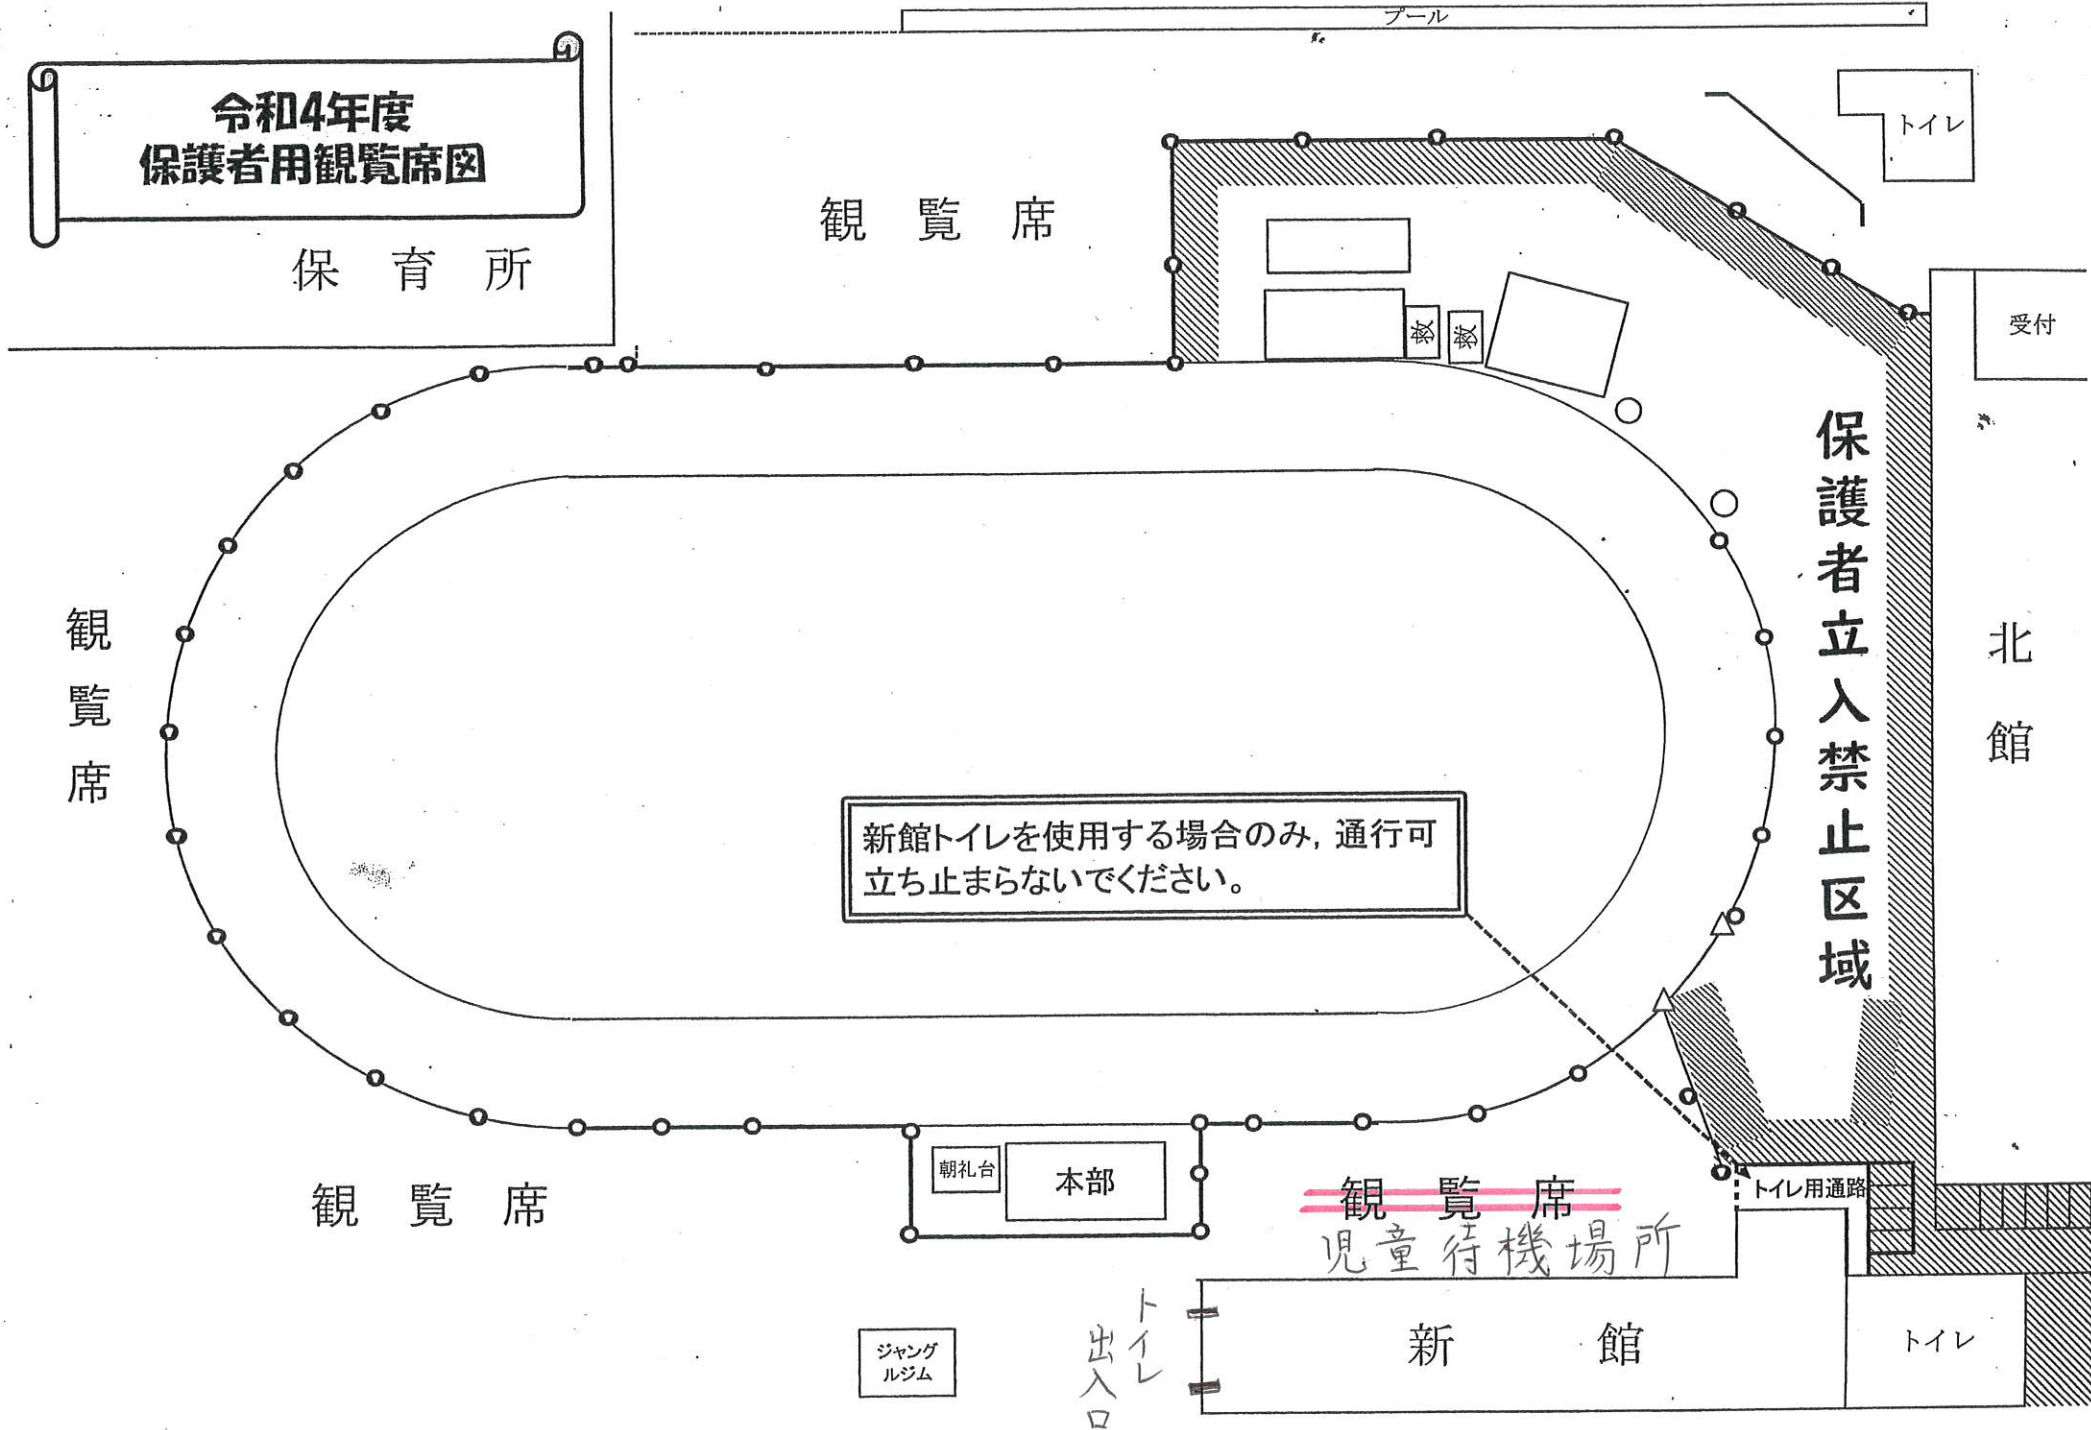 プール
令和4年度
保護者用観覧席図
保育所
観覧席
トイレ
受付
救
救
保護者立入禁止区域
北館
観覧席
新館トイレを使用する場合のみ，通行可
立ち止まらないでください。
朝礼台
本部
観覧席
観覧席
児童待機場所
トイレ用通路
ジャング
ルジム
トイレ
出入口
新館
トイレ